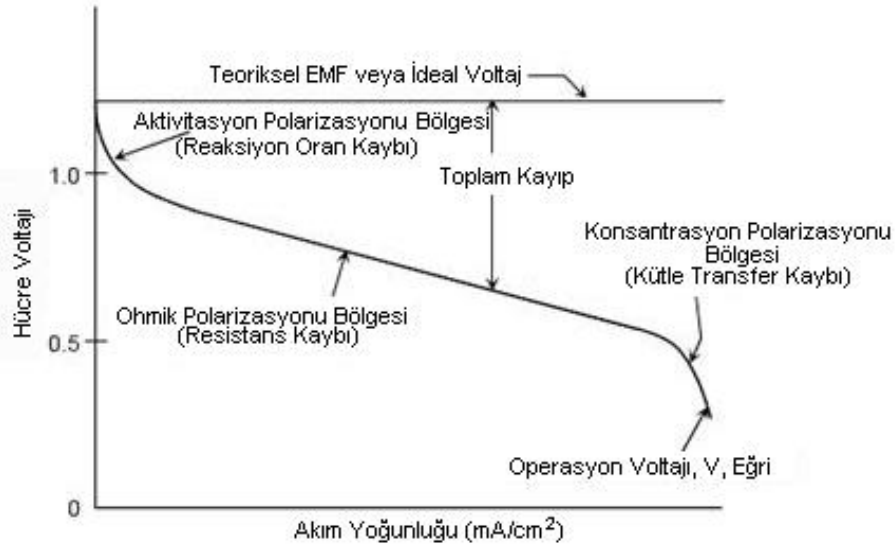 Teoriksel EMF veya İdeal Voltaj
Aktivitasyon Polarizasyonu Bölgesi
(Reaksiyon Oran Kaybı)
Toplam Kayıp
1.0
Konsantrasyon Polarizasyonu
Bölgesi
(Kütle Transfer Kaybı)
Hücre Voltajı
Ohmik Polarizasyonu Bölgesi
(Resistans Kaybı)
0.5
Operasyon Voltajı, V, Eğri
0
Akım Yoğunluğu (mA/cm²)